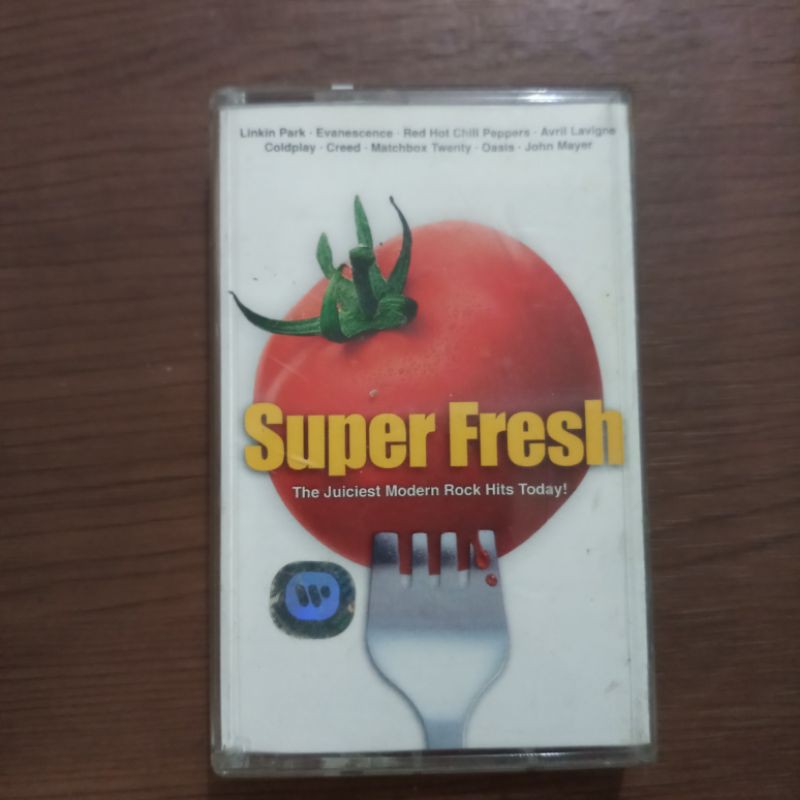 Linkin Park · Evanescence · Red Hot Chili Peppers · Avril Lavigne
Coldplay · Creed · Matchbox Twenty · Oasis · John Mayer
Super Fresh
The Juiciest Modern Rock Hits Today!